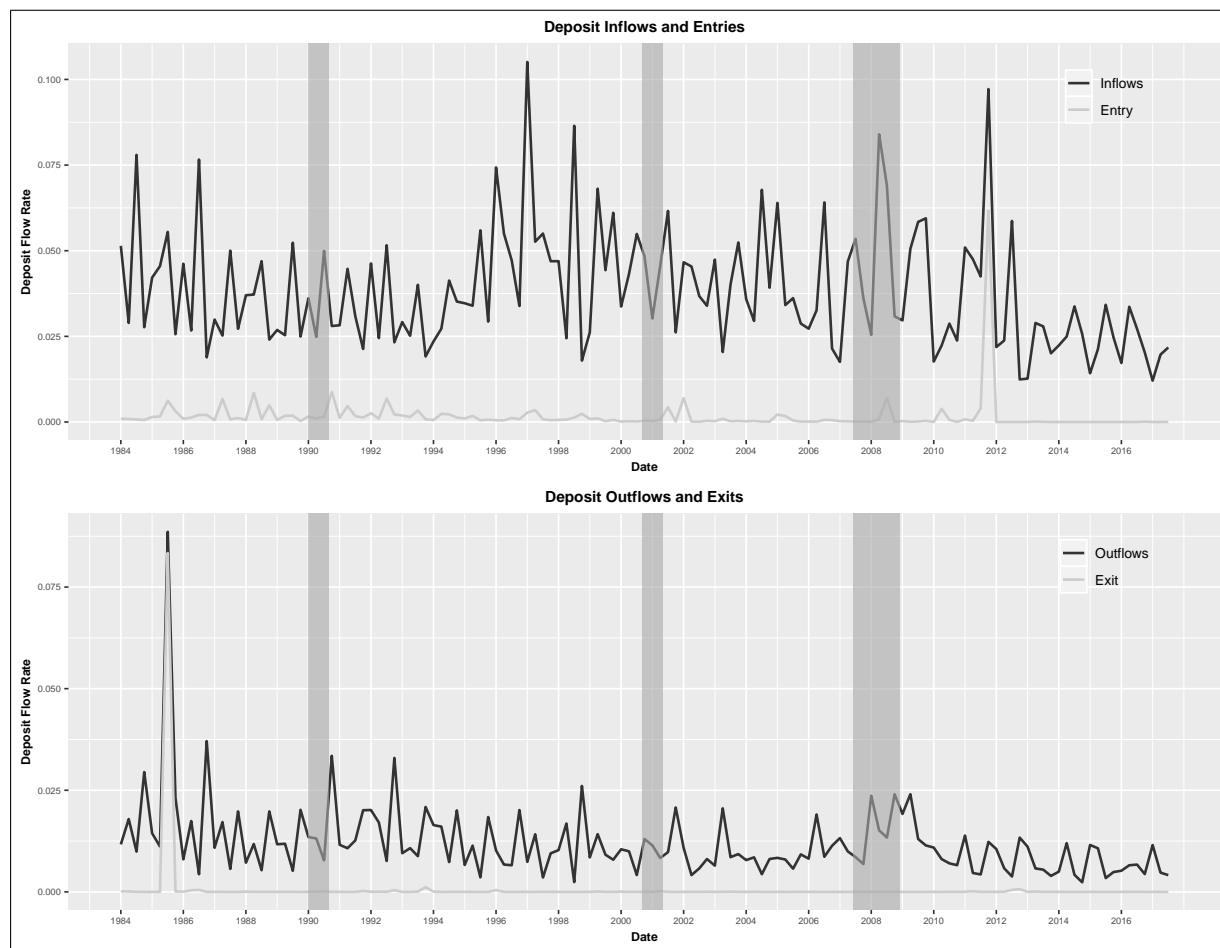 Deposit Inflows and Entries
0.100
0.075
0.050
0.025
0.000
Deposit Flow Rate
Inflows
Entry
1984 1986 1987 1990 1992 1994 1996 1998 2000 2002 2004 2006 2008 2010 2012 2014 2016
Date
Deposit Outflows and Exits
0.075
0.050
0.025
0.000
Deposit Flow Rate
Outflows
Exit
1984 1986 1987 1990 1992 1994 1996 1998 2000 2002 2004 2006 2008 2010 2012 2014 2016
Date